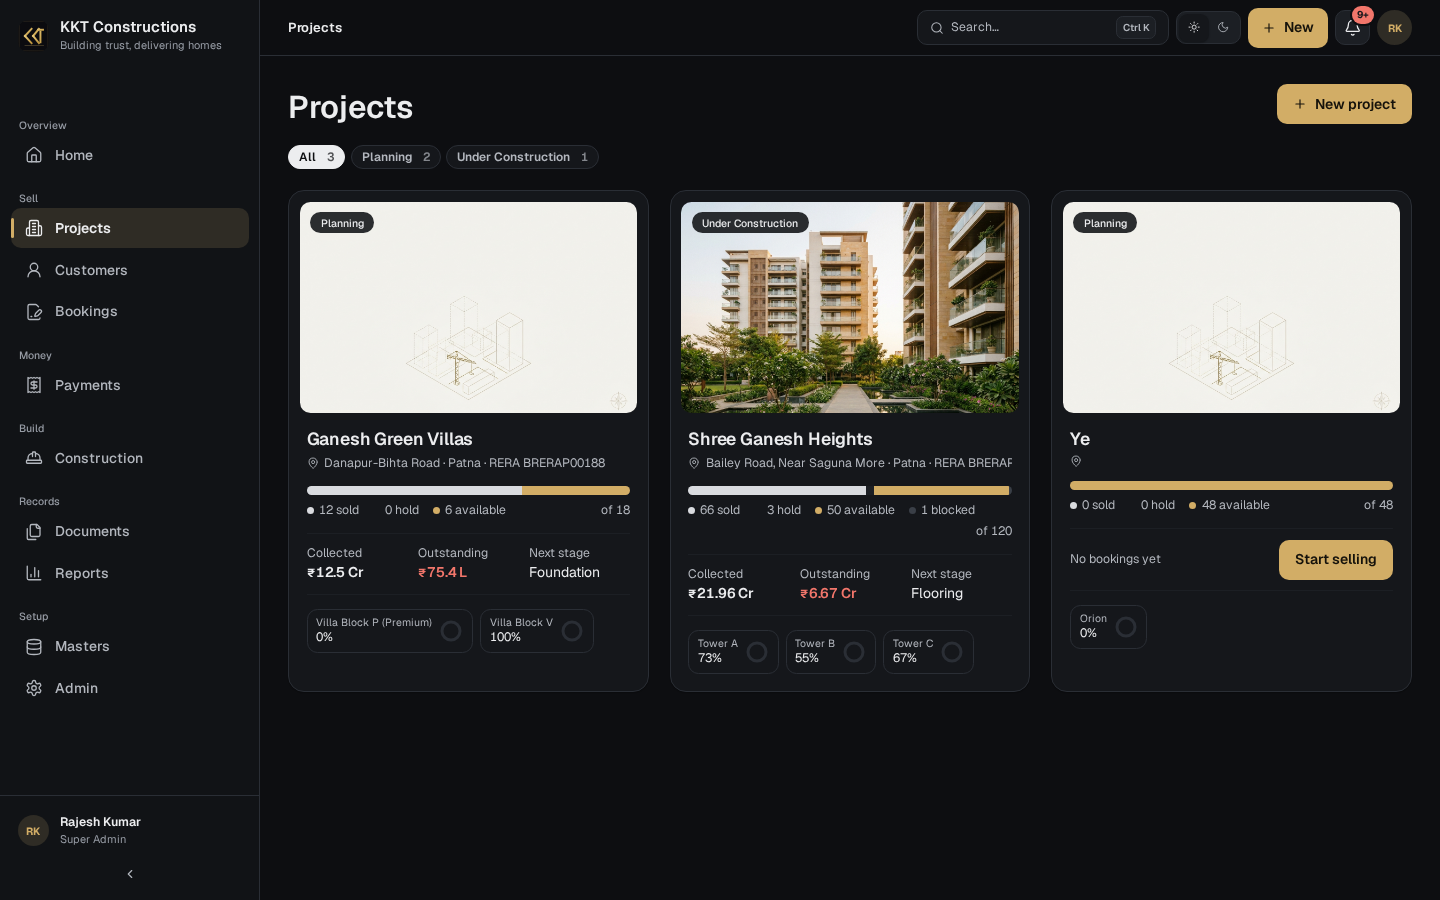 KKT Constructions
Building trust, delivering homes
Overview
Home
Sell
Projects
Customers
Bookings
Money
Payments
Build
Construction
Records
Documents
Reports
Setup
Masters
Admin
RK
Rajesh Kumar
Super Admin
Projects
Search...
Ctrl K
New
9+
RK
Projects
New project
All 3
Planning 2
Under Construction 1
Planning
Ganesh Green Villas
Danapur-Bihta Road · Patna · RERA BRERAP00188
12 sold 0 hold 6 available of 18
Collected Outstanding Next stage
₹12.5 Cr ₹75.4 L Foundation
Villa Block P (Premium)
0%
Villa Block V
100%
Under Construction
Shree Ganesh Heights
Bailey Road, Near Saguna More · Patna · RERA BRERAP
66 sold 3 hold 50 available 1 blocked
of 120
Collected Outstanding Next stage
₹21.96 Cr ₹6.67 Cr Flooring
Tower A
73%
Tower B
55%
Tower C
67%
Planning
Ye
0 sold 0 hold 48 available of 48
No bookings yet
Start selling
Orion
0%